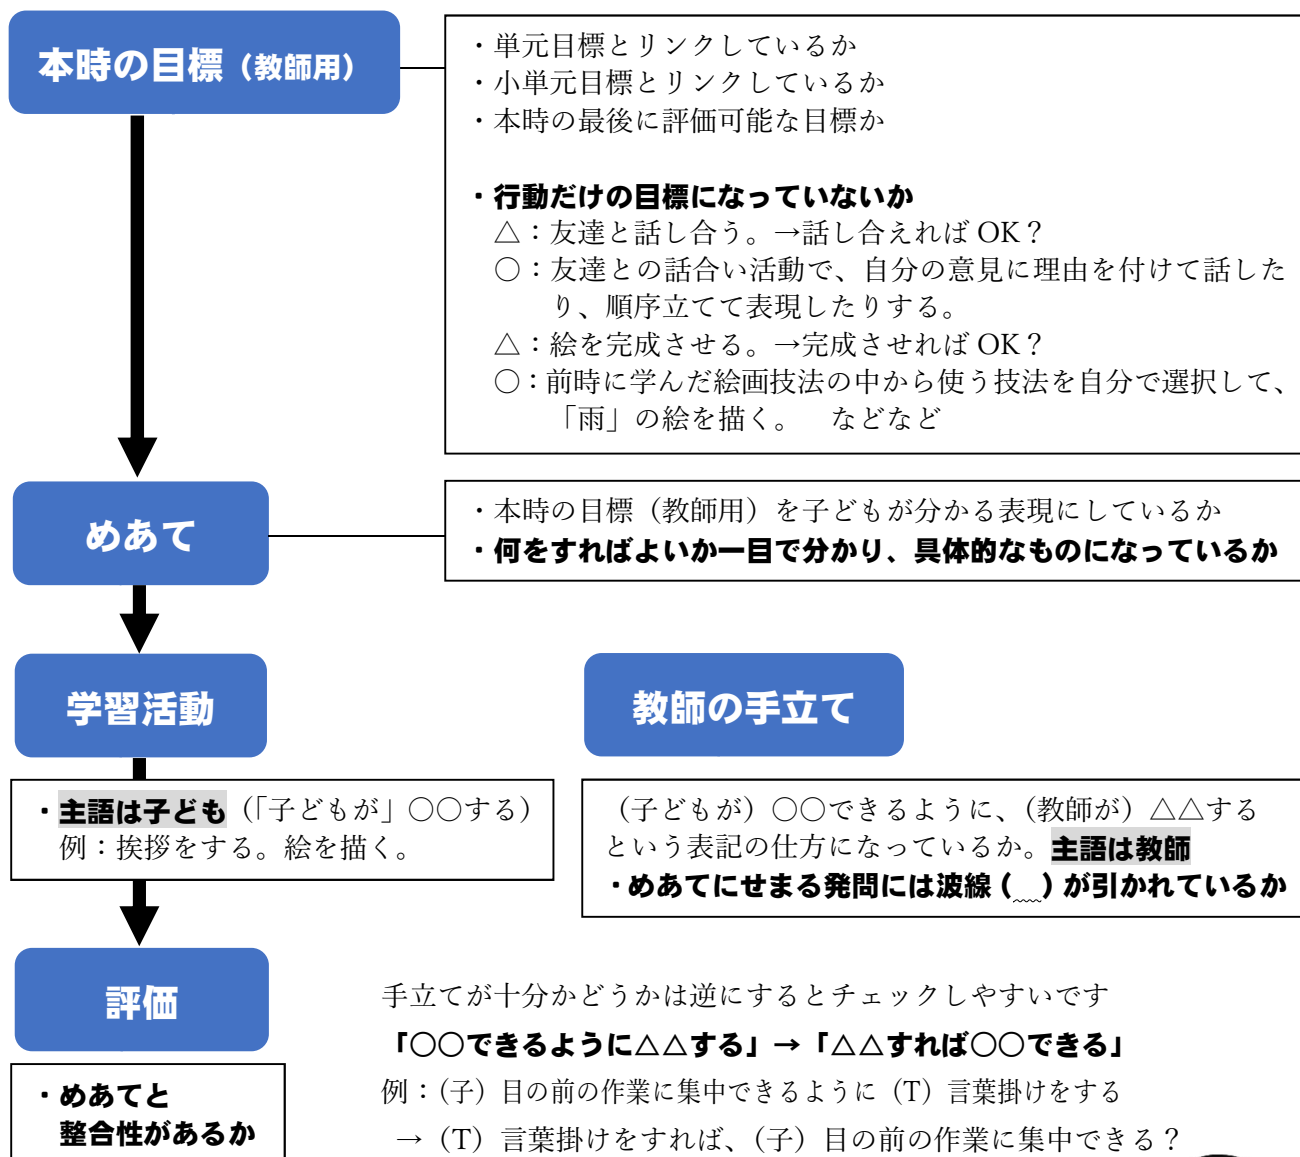 本時の目標（教師用）
・単元目標とリンクしているか
・小単元目標とリンクしているか
・本時の最後に評価可能な目標か
・行動だけの目標になっていないか
△：友達と話し合う。→話し合えば OK？
○：友達との話合い活動で、自分の意見に理由を付けて話した
り、順序立てて表現したりする。
△：絵を完成させる。→完成させれば OK？
○：前時に学んだ絵画技法の中から使う技法を自分で選択して、
「雨」の絵を描く。　などなど
めあて
・本時の目標（教師用）を子どもが分かる表現にしているか
・何をすればよいか一目で分かり、具体的なものになっているか
学習活動
・主語は子ども（「子どもが」○○する）
例：挨拶をする。絵を描く。
教師の手立て
（子どもが）○○できるように、（教師が）△△する
という表記の仕方になっているか。主語は教師
・めあてにせまる発問には波線（﹏）が引かれているか
評価
・めあてと
整合性があるか
手立てが十分かどうかは逆にするとチェックしやすいです
「○○できるように△△する」→「△△すれば○○できる」
例：（子）目の前の作業に集中できるように（T）言葉掛けをする
→（T）言葉掛けをすれば、（子）目の前の作業に集中できる？